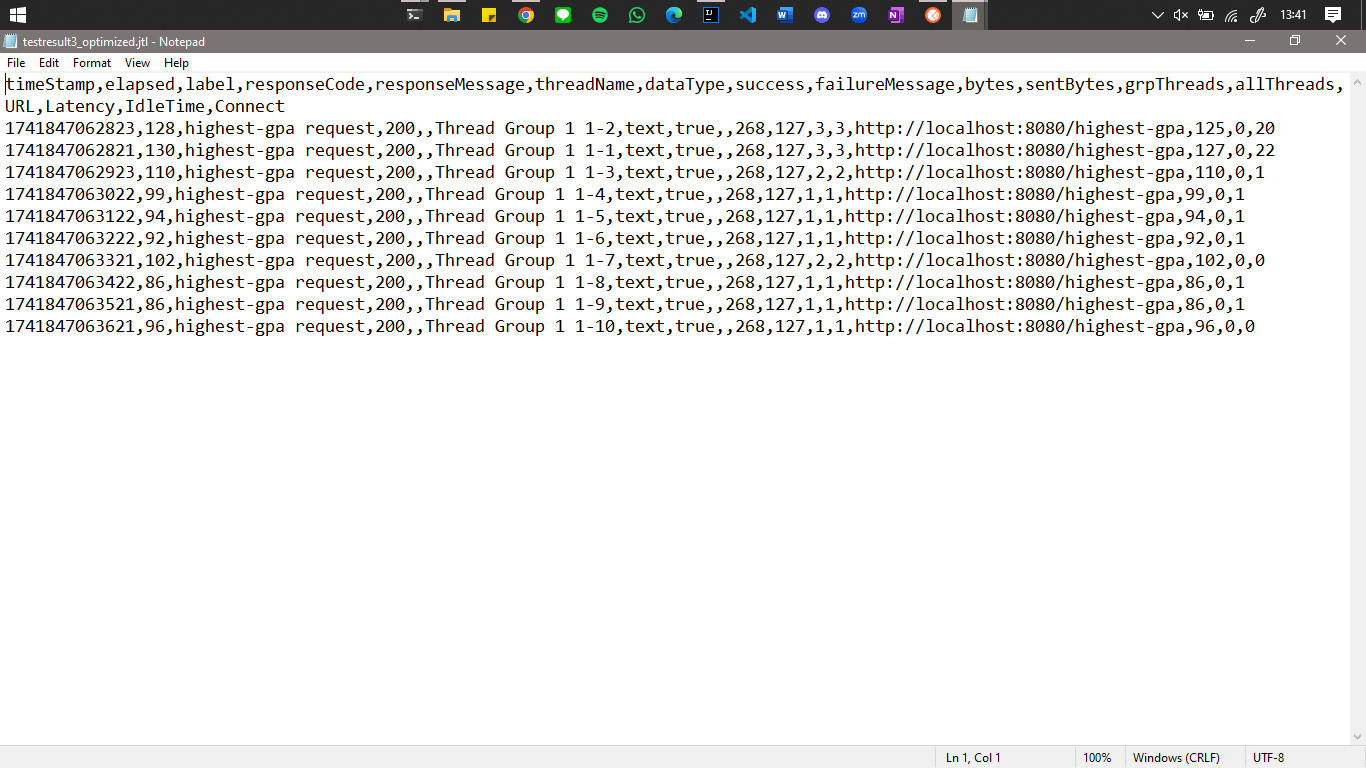 13:41
testresult3_optimized.jtl - Notepad
File Edit Format View Help
timeStamp,elapsed,label,responseCode,responseMessage,threadName,dataType,success,failureMessage,bytes,sentBytes,grpThreads,allThreads,
URL,Latency,IdleTime,Connect
1741847062823,128,highest-gpa request,200,,Thread Group 1 1-2,text,true,,268,127,3,3,http://localhost:8080/highest-gpa,125,0,20
1741847062821,130,highest-gpa request,200,,Thread Group 1 1-1,text,true,,268,127,3,3,http://localhost:8080/highest-gpa,127,0,22
1741847062923,110,highest-gpa request,200,,Thread Group 1 1-3,text,true,,268,127,2,2,http://localhost:8080/highest-gpa,110,0,1
1741847063022,99,highest-gpa request,200,,Thread Group 1 1-4,text,true,,268,127,1,1,http://localhost:8080/highest-gpa,99,0,1
1741847063122,94,highest-gpa request,200,,Thread Group 1 1-5,text,true,,268,127,1,1,http://localhost:8080/highest-gpa,94,0,1
1741847063222,92,highest-gpa request,200,,Thread Group 1 1-6,text,true,,268,127,1,1,http://localhost:8080/highest-gpa,92,0,1
1741847063321,102,highest-gpa request,200,,Thread Group 1 1-7,text,true,,268,127,2,2,http://localhost:8080/highest-gpa,102,0,0
1741847063422,86,highest-gpa request,200,,Thread Group 1 1-8,text,true,,268,127,1,1,http://localhost:8080/highest-gpa,86,0,1
1741847063521,86,highest-gpa request,200,,Thread Group 1 1-9,text,true,,268,127,1,1,http://localhost:8080/highest-gpa,86,0,1
1741847063621,96,highest-gpa request,200,,Thread Group 1 1-10,text,true,,268,127,1,1,http://localhost:8080/highest-gpa,96,0,0
Ln 1, Col 1 100% Windows (CRLF) UTF-8